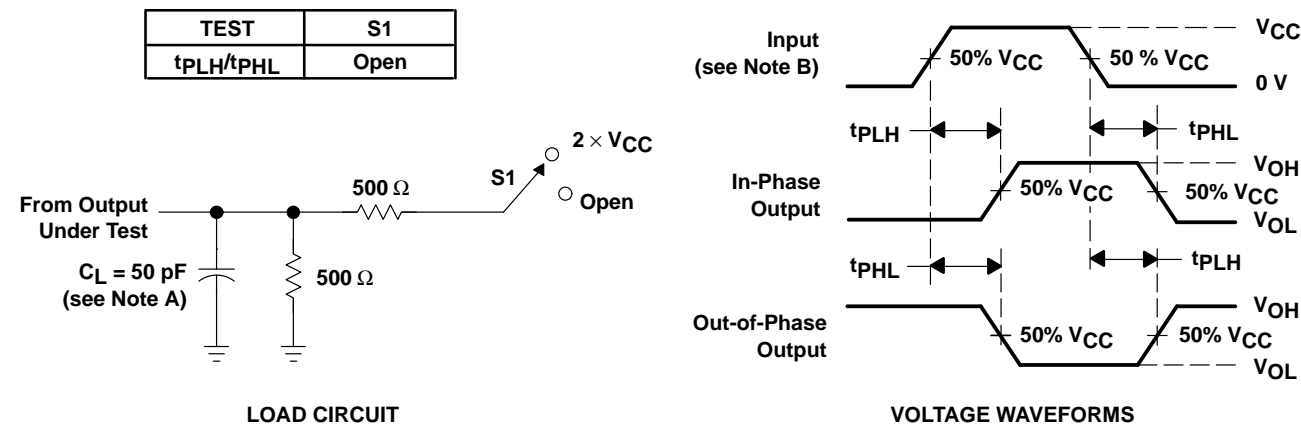 TEST S1
tPLH/tPHL Open
2 × VCC
S1
Open
500 Ω
From Output
Under Test
CL = 50 pF
(see Note A)
500 Ω
LOAD CIRCUIT
Input
(see Note B)
50% VCC
50 % VCC
VCC
0 V
tPLH
tPHL
In-Phase
Output
50% VCC
50% VCC
VOH
VOL
tPHL
tPLH
Out-of-Phase
Output
50% VCC
50% VCC
VOH
VOL
VOLTAGE WAVEFORMS